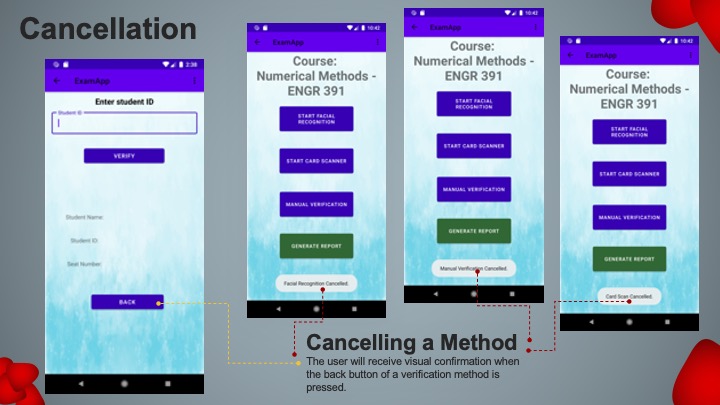 Cancellation
2:38
ExamApp
Enter student ID
Student ID
VERIFY
Student Name:
Student ID:
Seat Number:
BACK
10:42
ExamApp
Course:
Numerical Methods -
ENGR 391
START FACIAL
RECOGNITION
START CARD SCANNER
MANUAL VERIFICATION
GENERATE REPORT
Facial Recognition Cancelled.
10:42
ExamApp
Course:
Numerical Methods -
ENGR 391
START FACIAL
RECOGNITION
START CARD SCANNER
MANUAL VERIFICATION
GENERATE REPORT
Manual Verification Cancelled.
10:42
ExamApp
Course:
Numerical Methods -
ENGR 391
START FACIAL
RECOGNITION
START CARD SCANNER
MANUAL VERIFICATION
GENERATE REPORT
Card Scan Cancelled.
Cancelling a Method
The user will receive visual confirmation when
the back button of a verification method is
pressed.